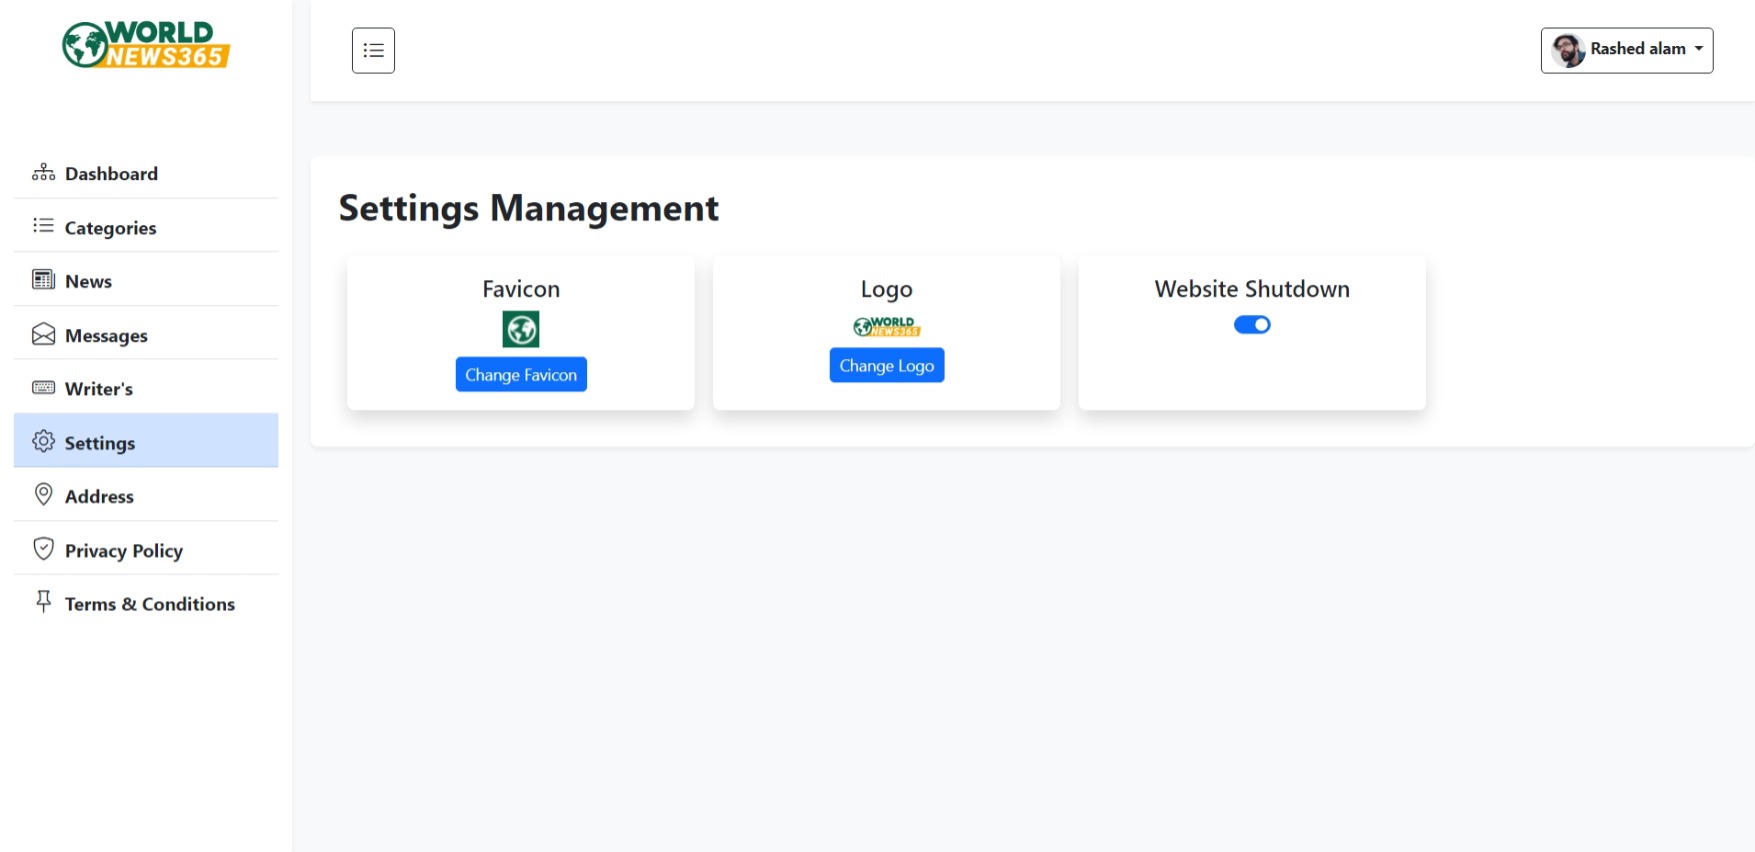 WORLD
NEWS365
Rashed alam
Dashboard
Categories
News
Messages
Writer's
Settings
Address
Privacy Policy
Terms & Conditions
Settings Management
Favicon
Change Favicon
Logo
WORLD
NEWS365
Change Logo
Website Shutdown